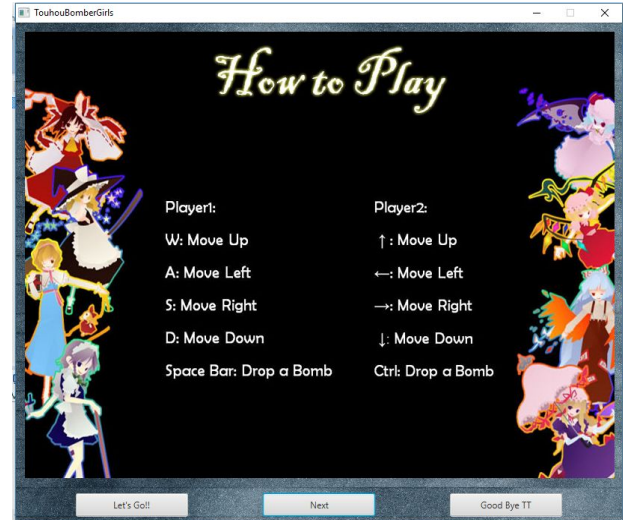 TouhouBomberGirls
How to Play
Player1:
W: Move Up
A: Move Left
S: Move Right
D: Move Down
Space Bar: Drop a Bomb
Player2:
↑: Move Up
←: Move Left
→: Move Right
↓: Move Down
Ctrl: Drop a Bomb
Let's Go!!
Next
Good Bye TT